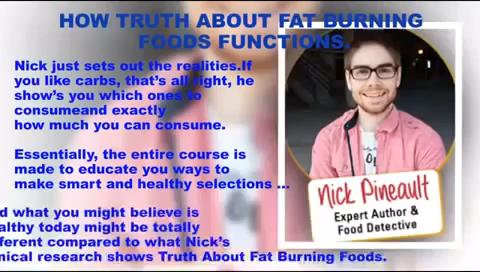 HOW TRUTH ABOUT FAT BURNING
FOODS FUNCTIONS.
Nick just sets out the realities.If
you like carbs, that's all right, he
show's you which ones to
consumeand exactly
how much you can consume.
Essentially, the entire course is
made to educate you ways to
make smart and healthy selections ...
d what you might believe is
ealthy today might be totally
fferent compared to what Nick's
nical research shows Truth About Fat Burning Foods.
Nick Pineault
Expert Author &
Food Detective